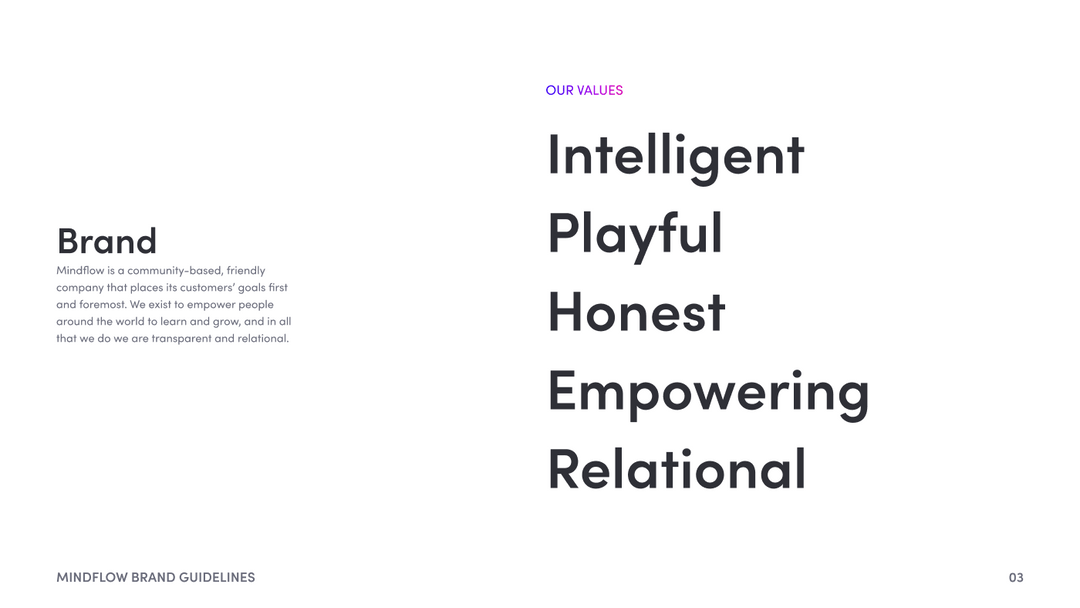 Brand
Mindflow is a community-based, friendly
company that places its customers’ goals first
and foremost. We exist to empower people
around the world to learn and grow, and in all
that we do we are transparent and relational.
OUR VALUES
Intelligent
Playful
Honest
Empowering
Relational
MINDFLOW BRAND GUIDELINES
03